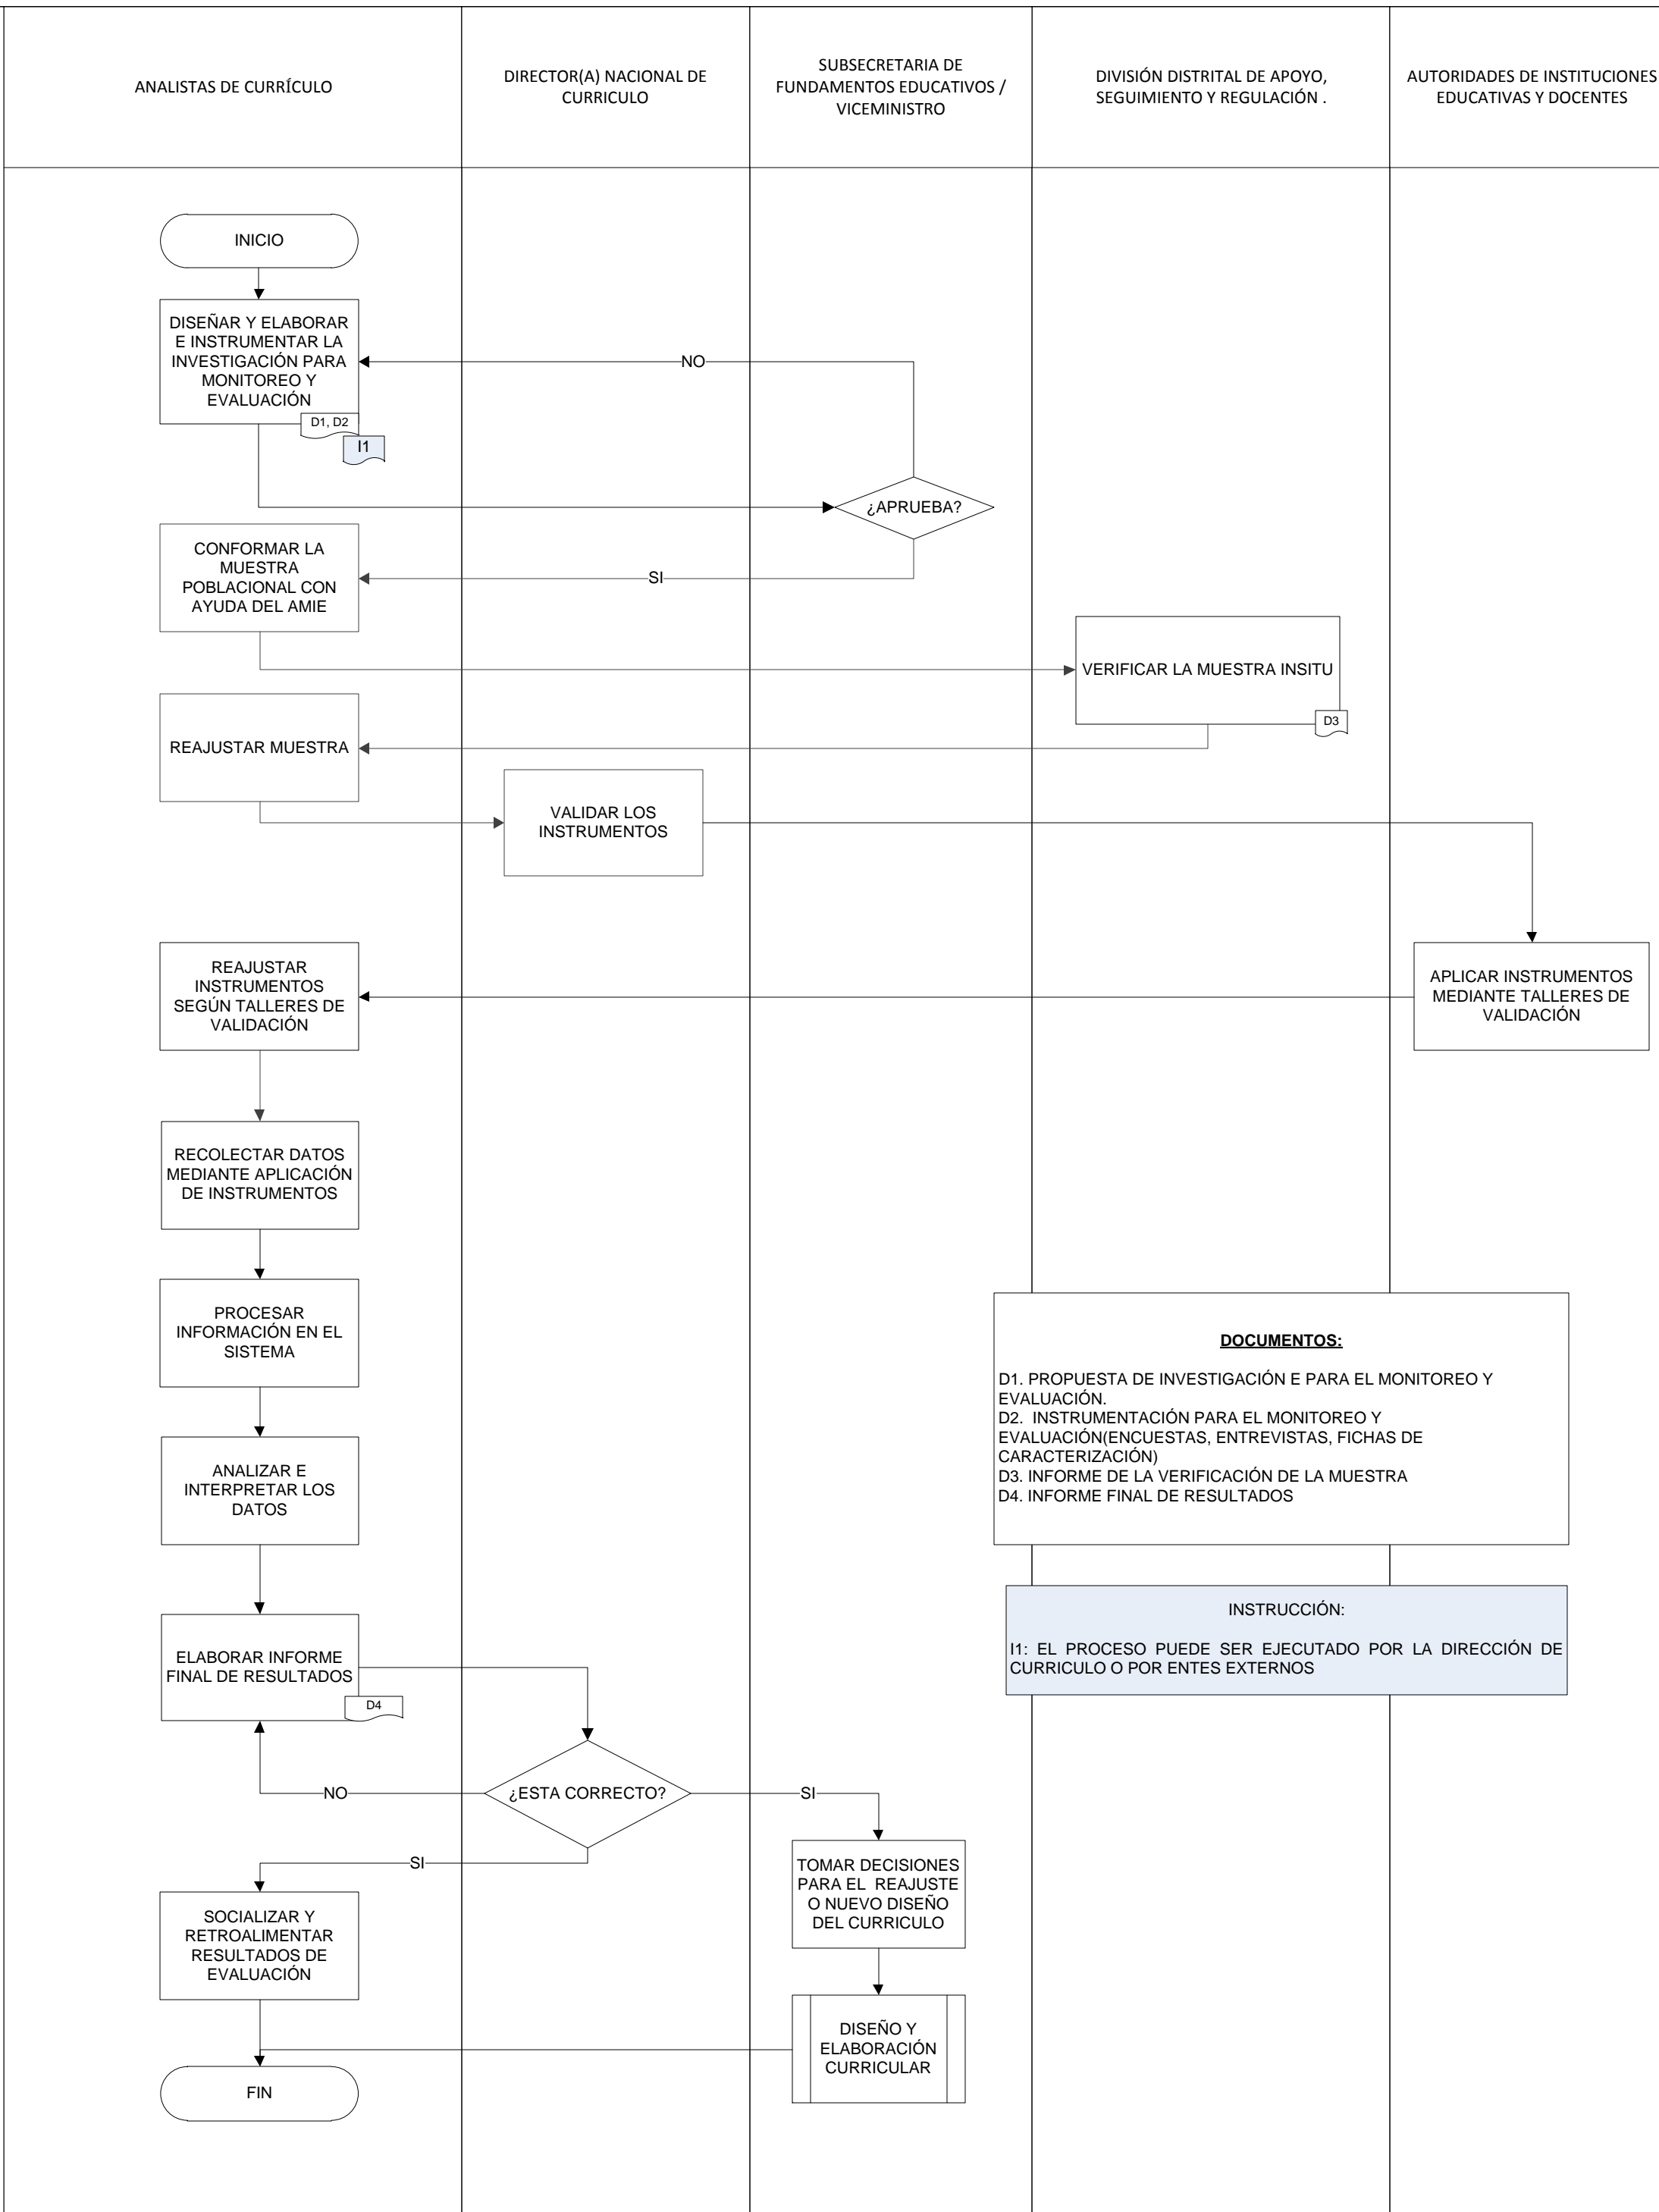 ANALISTAS DE CURRÍCULO
DIRECTOR(A) NACIONAL DE
CURRICULO
SUBSECRETARIA DE
FUNDAMENTOS EDUCATIVOS /
VICEMINISTRO
DIVISIÓN DISTRITAL DE APOYO,
SEGUIMIENTO Y REGULACIÓN .
AUTORIDADES DE INSTITUCIONES
EDUCATIVAS Y DOCENTES
INICIO
DISEÑAR Y ELABORAR
E INSTRUMENTAR LA
INVESTIGACIÓN PARA
MONITOREO Y
EVALUACIÓN
D1, D2
I1
NO
¿APRUEBA?
SI
CONFORMAR LA
MUESTRA
POBLACIONAL CON
AYUDA DEL AMIE
VERIFICAR LA MUESTRA INSITU
D3
REAJUSTAR MUESTRA
VALIDAR LOS
INSTRUMENTOS
APLICAR INSTRUMENTOS
MEDIANTE TALLERES DE
VALIDACIÓN
REAJUSTAR
INSTRUMENTOS
SEGÚN TALLERES DE
VALIDACIÓN
RECOLECTAR DATOS
MEDIANTE APLICACIÓN
DE INSTRUMENTOS
PROCESAR
INFORMACIÓN EN EL
SISTEMA
ANALIZAR E
INTERPRETAR LOS
DATOS
DOCUMENTOS:
D1. PROPUESTA DE INVESTIGACIÓN E PARA EL MONITOREO Y
EVALUACIÓN.
D2. INSTRUMENTACIÓN PARA EL MONITOREO Y
EVALUACIÓN(ENCUESTAS, ENTREVISTAS, FICHAS DE
CARACTERIZACIÓN)
D3. INFORME DE LA VERIFICACIÓN DE LA MUESTRA
D4. INFORME FINAL DE RESULTADOS
INSTRUCCIÓN:
I1: EL PROCESO PUEDE SER EJECUTADO POR LA DIRECCIÓN DE
CURRICULO O POR ENTES EXTERNOS
ELABORAR INFORME
FINAL DE RESULTADOS
D4
NO
¿ESTA CORRECTO?
SI
SI
TOMAR DECISIONES
PARA EL REAJUSTE
O NUEVO DISEÑO
DEL CURRICULO
SOCIALIZAR Y
RETROALIMENTAR
RESULTADOS DE
EVALUACIÓN
DISEÑO Y
ELABORACIÓN
CURRICULAR
FIN